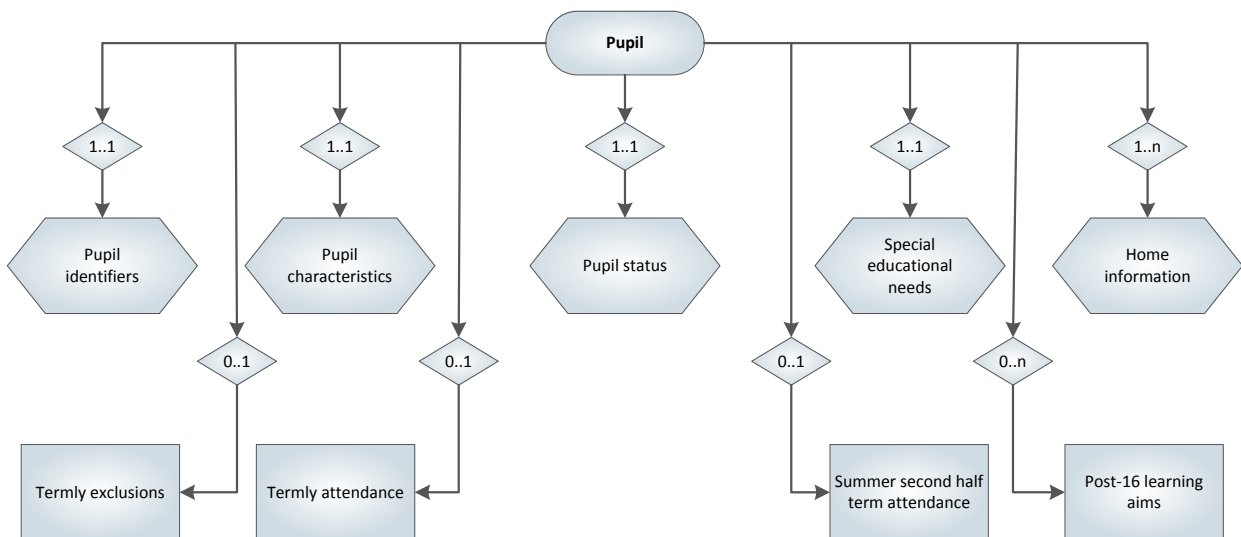 Pupil
1..1
1..1
1..1
1..1
1..n
Pupil
identifiers
Pupil
characteristics
Pupil status
Special
educational
needs
Home
information
0..1
0..1
0..1
0..n
Termly exclusions
Termly attendance
Summer second half
term attendance
Post-16 learning
aims